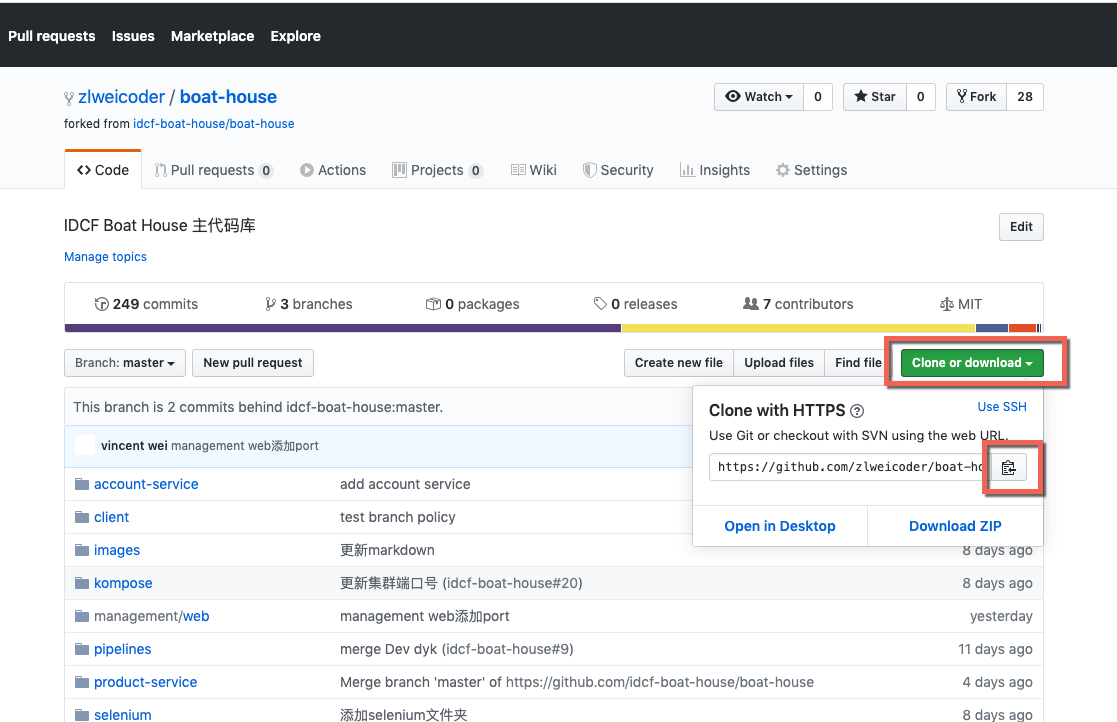 Pull requests Issues Marketplace Explore
zlweicoder / boat-house
Watch 0 Star 0 Fork 28
forked from idcf-boat-house/boat-house
Code Pull requests 0 Actions Projects 0 Wiki Security Insights Settings
IDCF Boat House 主代码库
Edit
Manage topics
249 commits 3 branches 0 packages 0 releases 7 contributors MIT
Branch: master New pull request Create new file Upload files Find file Clone or download
This branch is 2 commits behind idcf-boat-house:master.
Clone with HTTPS Use SSH
Use Git or checkout with SVN using the web URL.
https://github.com/zlweicoder/boat-ho
Open in Desktop Download ZIP
vincent wei management web添加port
account-service add account service
client test branch policy
images 更新markdown 8 days ago
kompose 更新集群端口号 (idcf-boat-house#20) 8 days ago
management/web management web添加port yesterday
pipelines merge Dev dyk (idcf-boat-house#9) 11 days ago
product-service Merge branch 'master' of https://github.com/idcf-boat-house/boat-house 4 days ago
selenium 添加selenium文件夹 8 days ago